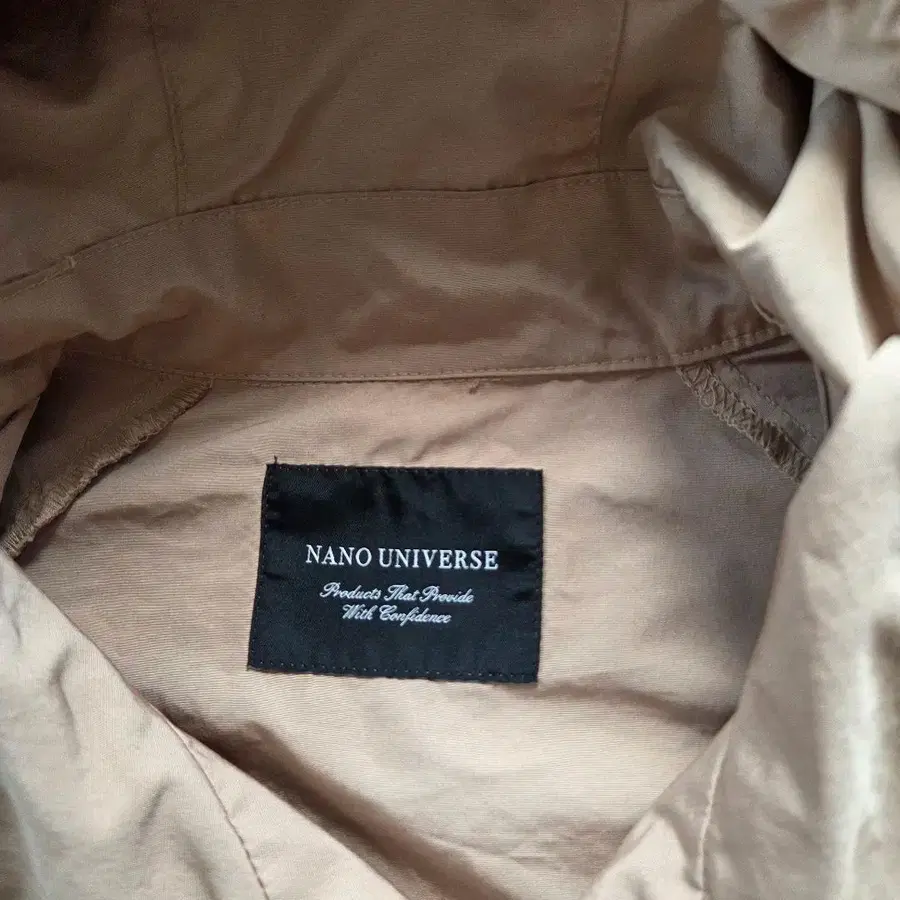 NANO UNIVERSE
Products That Provide
With Confidence